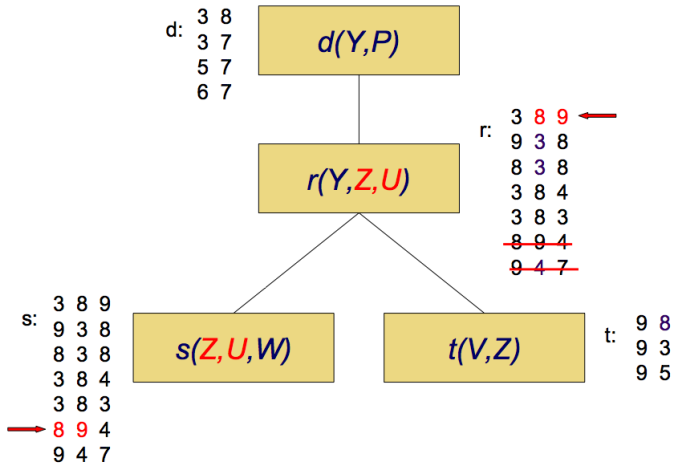 d:
3 8
3 7
5 7
6 7
d(Y,P)
r:
3 8 9
9 3 8
8 3 8
3 8 4
3 8 3
8 9 4
9 4 7
r(Y,Z,U)
s:
3 8 9
9 3 8
8 3 8
3 8 4
3 8 3
8 9 4
9 4 7
s(Z,U,W)
t(V,Z)
t:
9 8
9 3
9 5